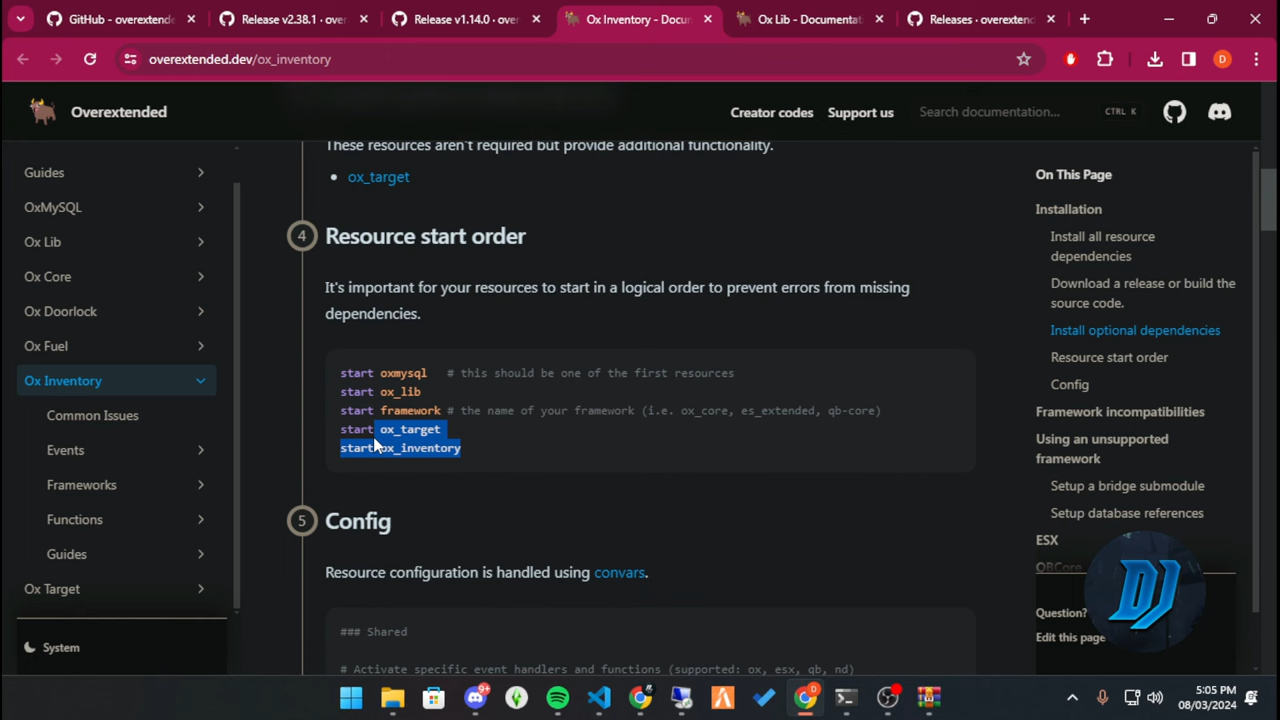 GitHub - overextended
Release v2.38.1 · overe
Release v1.14.0 · overe
Ox Inventory - Docu
Ox Lib - Documentat
Releases · overextend
overextended.dev/ox_inventory
D
Overextended
Creator codes
Support us
Search documentation...
CTRL K
Guides
OxMySQL
Ox Lib
Ox Core
Ox Doorlock
Ox Fuel
Ox Inventory
Common Issues
Events
Frameworks
Functions
Guides
Ox Target
System
These resources aren't required but provide additional functionality.
• ox_target
4 Resource start order
It's important for your resources to start in a logical order to prevent errors from missing
dependencies.
start oxmysql # this should be one of the first resources
start ox_lib
start framework # the name of your framework (i.e. ox_core, es_extended, qb-core)
start ox_target
start ox_inventory
5 Config
Resource configuration is handled using convars.
### Shared
# Activate specific event handlers and functions (supported: ox, esx, qb, nd)
On This Page
Installation
Install all resource
dependencies
Download a release or build the
source code.
Install optional dependencies
Resource start order
Config
Framework incompatibilities
Using an unsupported
framework
Setup a bridge submodule
Setup database references
ESX
QBCore
Question?
Edit this page
DJ
9+
D
5:05 PM
08/03/2024